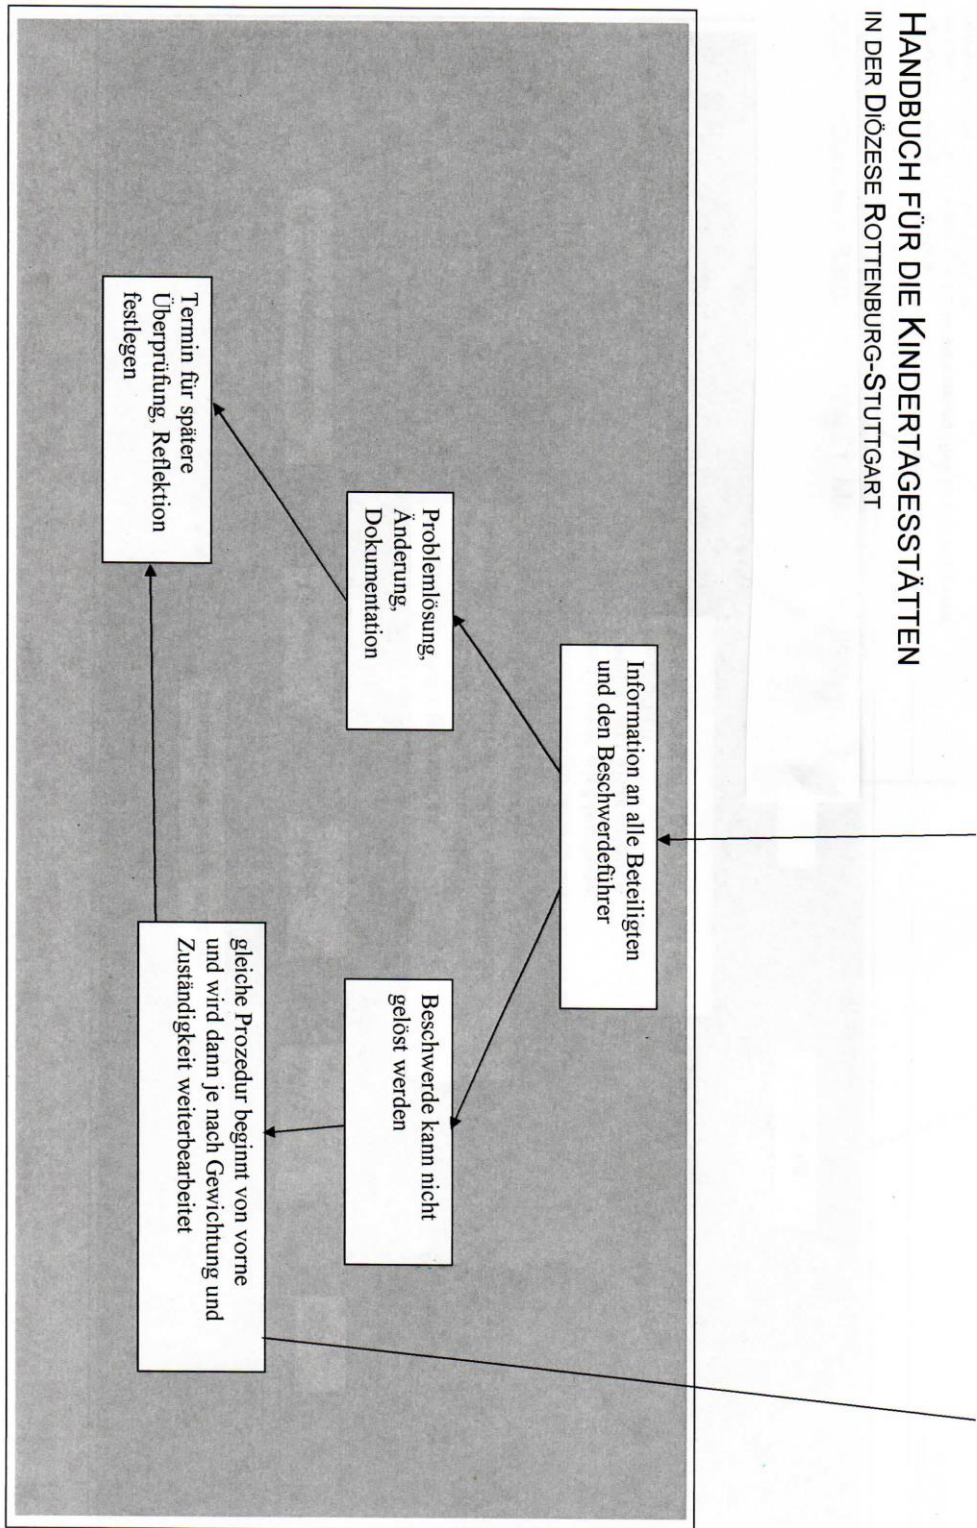 HANDBUCH FÜR DIE KINDERTAGESSTÄTTEN
IN DER DIÖZESE ROTTENBURG-STUTTGART
Information an alle Beteiligten
und den Beschwerdeführer
Problemlösung,
Änderung,
Dokumentation
Beschwerde kann nicht
gelöst werden
Termin für spätere
Überprüfung, Reflektion
festlegen
gleiche Prozedur beginnt von vorne
und wird dann je nach Gewichtung und
Zuständigkeit weiterbearbeitet